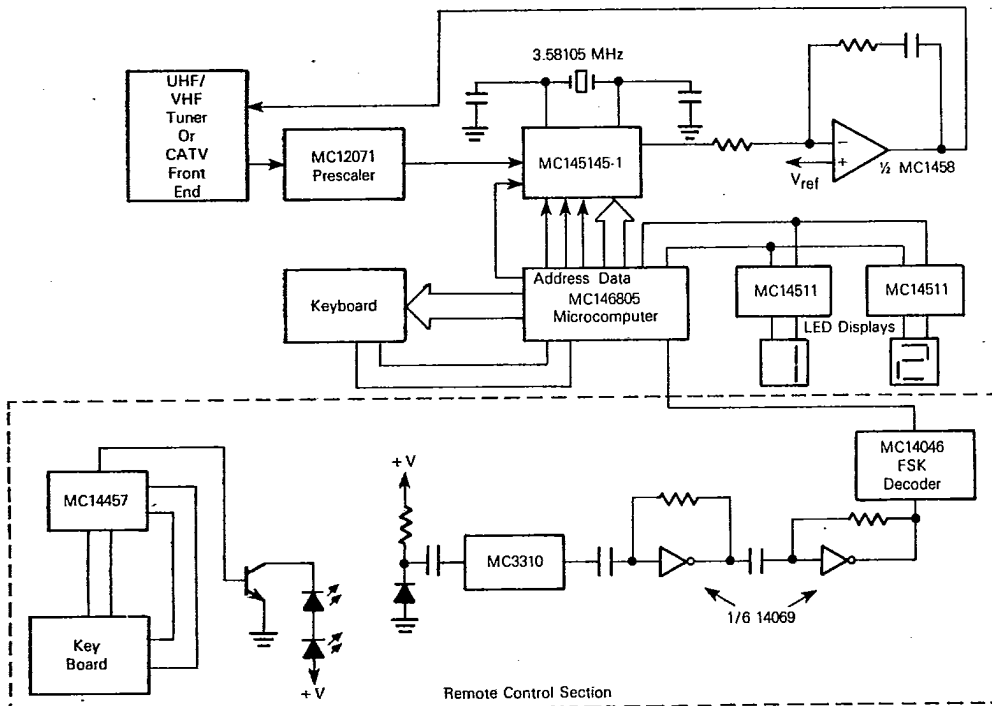 3.58105 MHz
UHF/
VHF
Tuner
Or
CATV
Front
End
MC12071
Prescaler
MC145145-1
−
+
Vref
½ MC1458
Keyboard
Address Data
MC146805
Microcomputer
MC14511
MC14511
LED Displays
1
2
MC14046
FSK
Decoder
MC14457
+ V
MC3310
1/6 14069
Key
Board
+ V
Remote Control Section